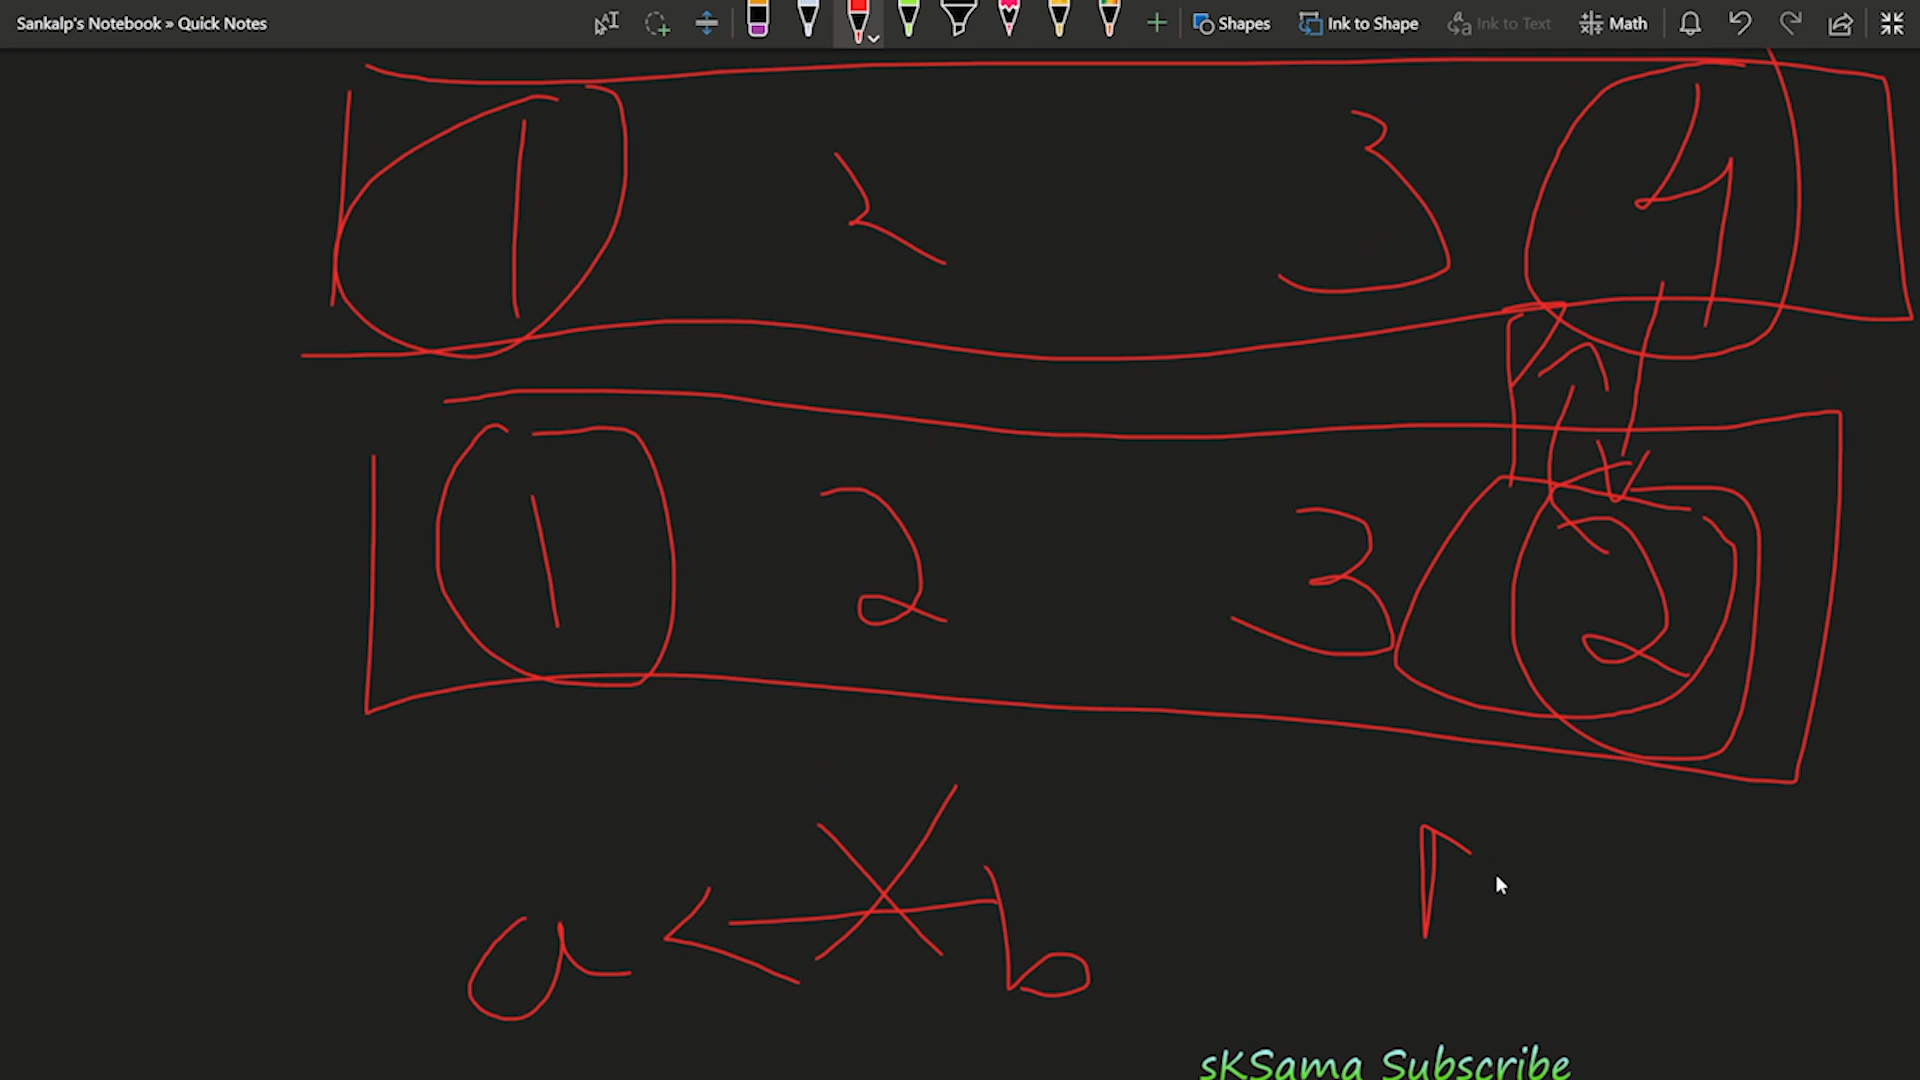 Sankalp's Notebook » Quick Notes
Shapes Ink to Shape Ink to Text Math
1 2 3 4
1 2 3 2
a b
sKSama Subscribe